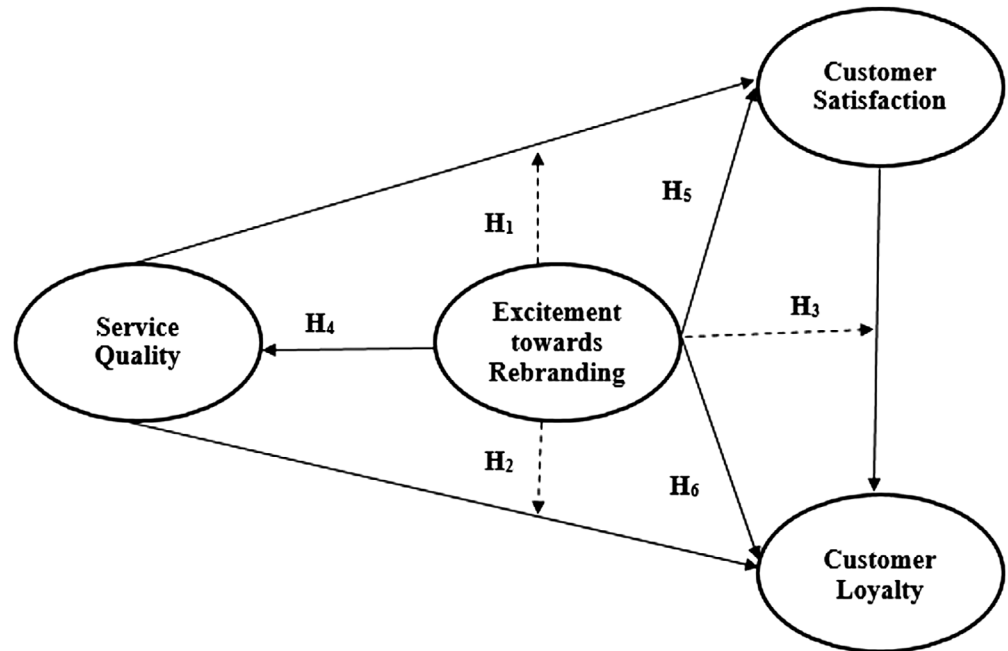 Customer
Satisfaction
H₅
H₁
Service
Quality
H₄
Excitement
towards
Rebranding
H₃
H₂
H₆
Customer
Loyalty